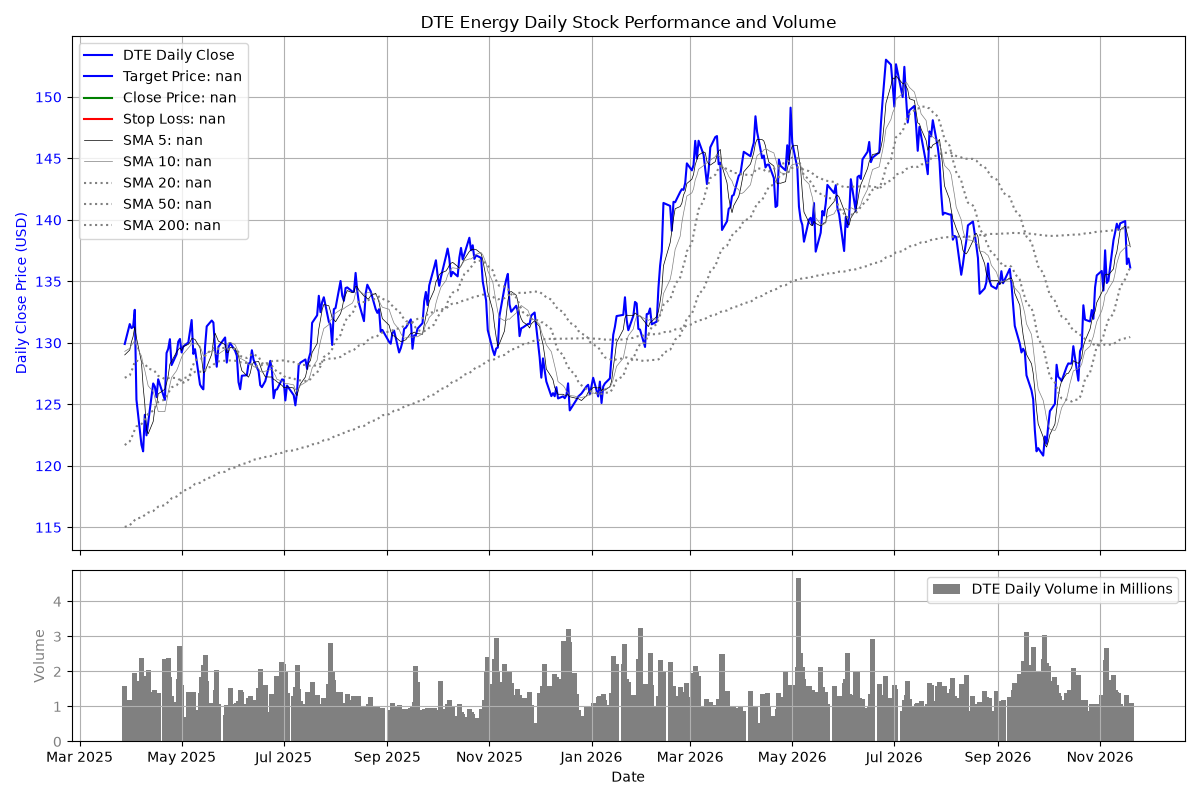 DTE Energy Daily Stock Performance and Volume
DTE Daily Close
Target Price: nan
Close Price: nan
Stop Loss: nan
SMA 5: nan
SMA 10: nan
SMA 20: nan
SMA 50: nan
SMA 200: nan
Daily Close Price (USD)
150
145
140
135
130
125
120
115
DTE Daily Volume in Millions
Volume
4
3
2
1
0
Mar 2025 May 2025 Jul 2025 Sep 2025 Nov 2025 Jan 2026 Mar 2026 May 2026 Jul 2026 Sep 2026 Nov 2026
Date